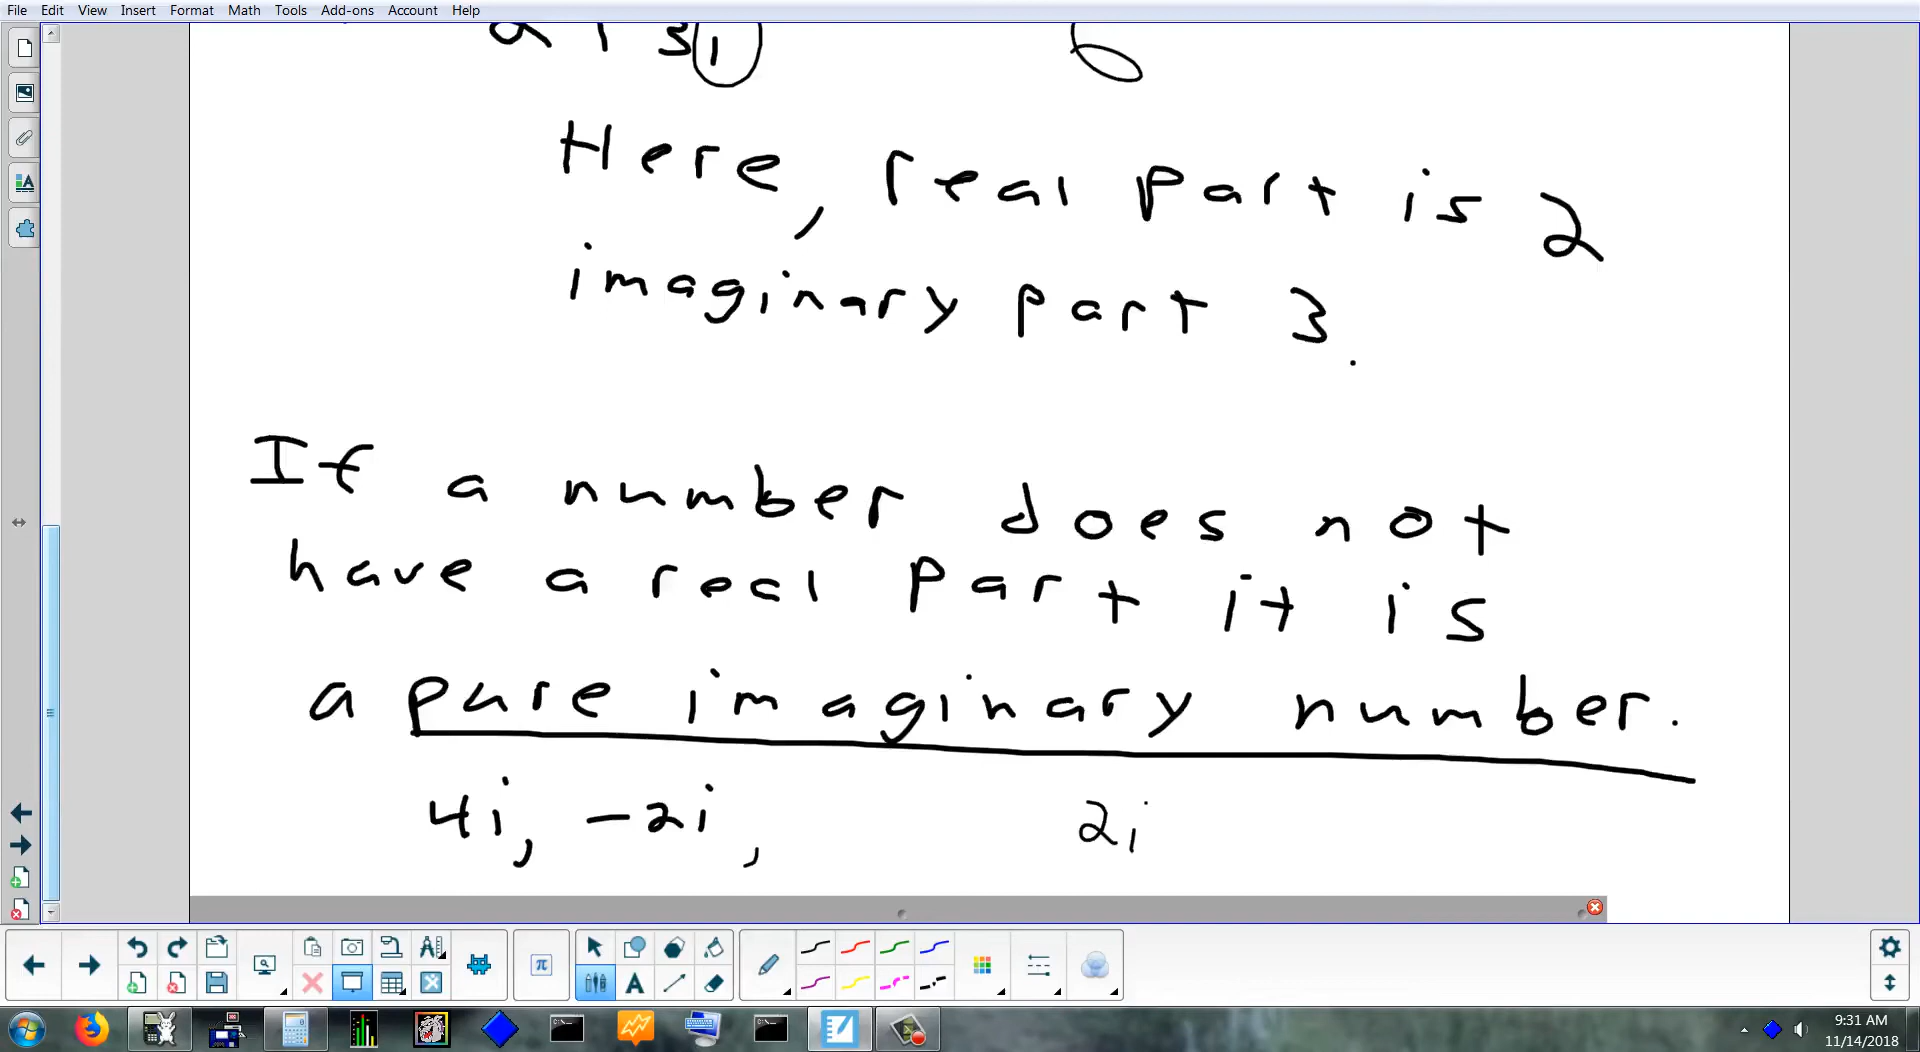 File Edit View Insert Format Math Tools Add-ons Account Help
Here, real part is 2
imaginary part 3.
If a number does not
have a real part it is
a pure imaginary number.
4i, -2i, 2i
π
A
9:31 AM
11/14/2018